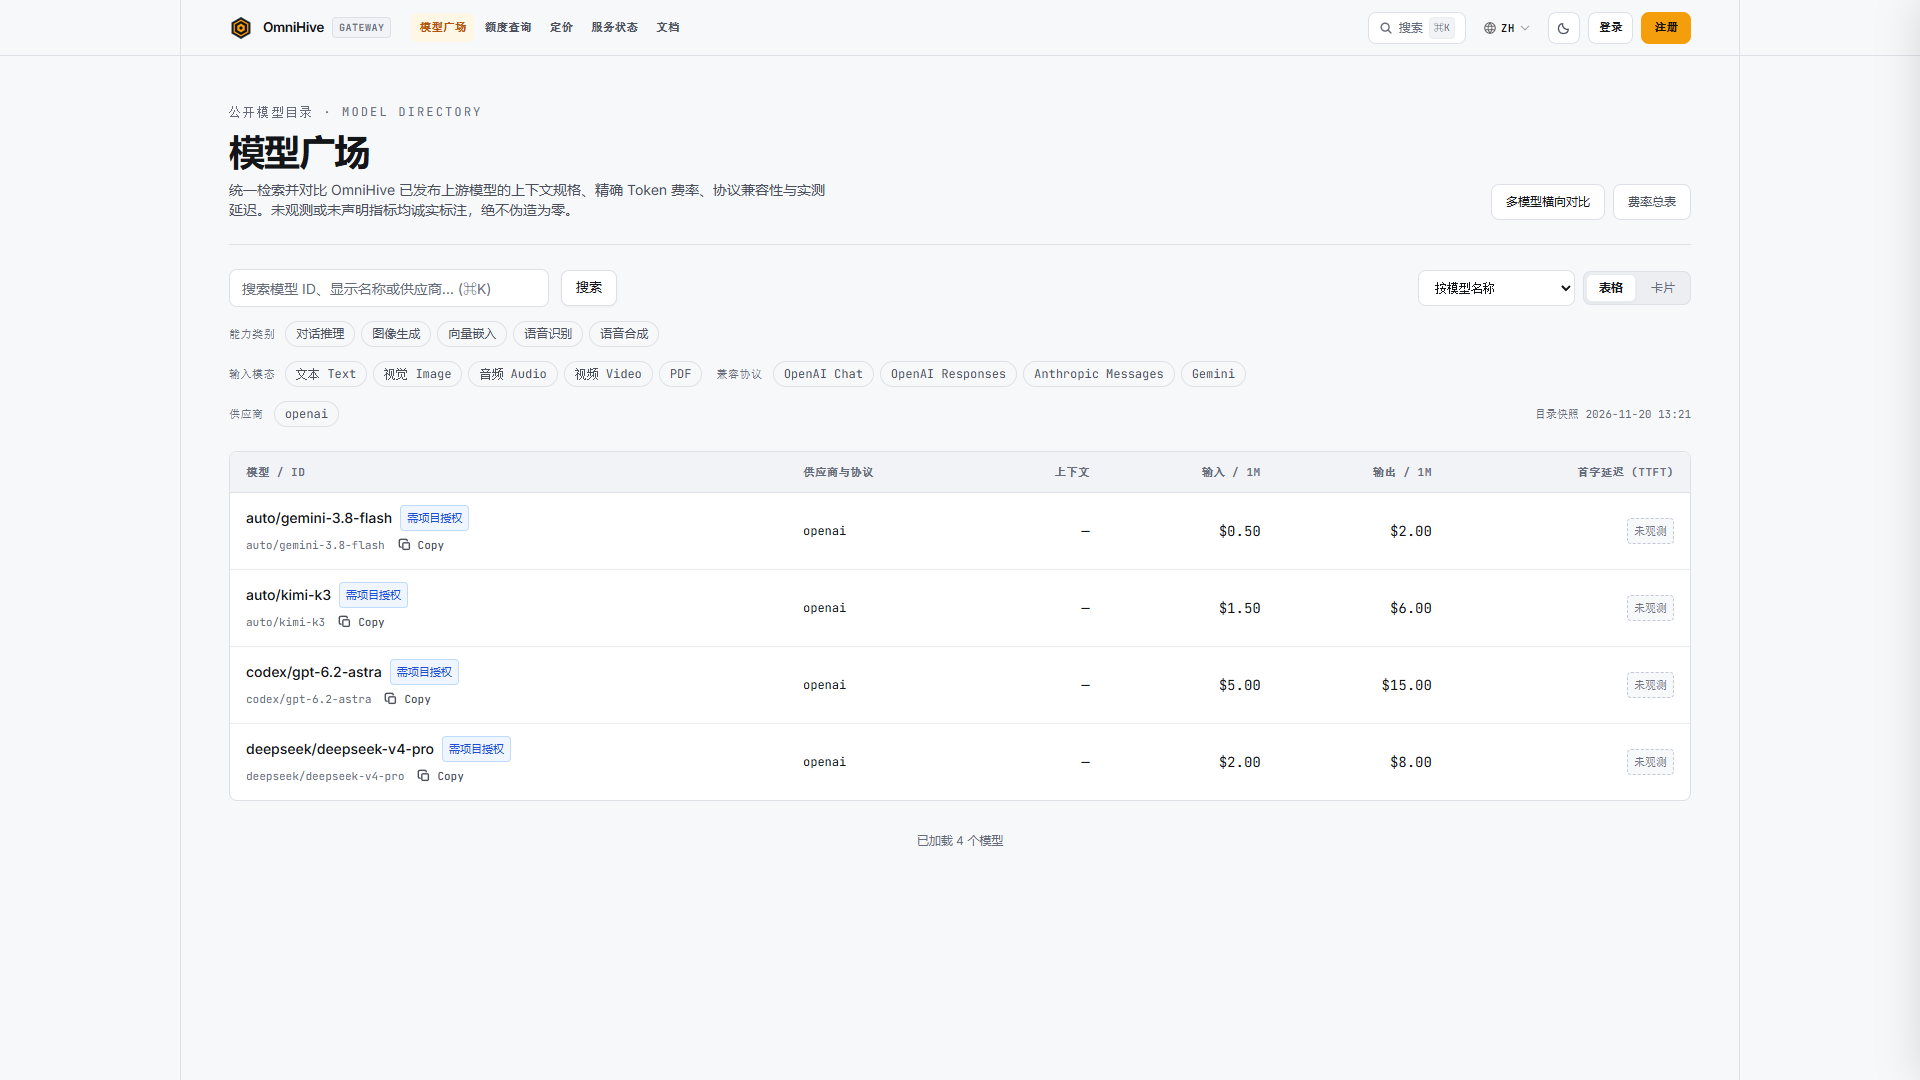 OmniHive GATEWAY 模型广场 额度查询 定价 服务状态 文档 搜索 ⌘K ZH 登录 注册
公开模型目录 · MODEL DIRECTORY
模型广场
统一检索并对比 OmniHive 已发布上游模型的上下文规格、精确 Token 费率、协议兼容性与实测
延迟。未观测或未声明指标均诚实标注，绝不伪造为零。
多模型横向对比 费率总表
搜索模型 ID、显示名称或供应商... (⌘K) 搜索 按模型名称 表格 卡片
能力类别 对话推理 图像生成 向量嵌入 语音识别 语音合成
输入模态 文本 Text 视觉 Image 音频 Audio 视频 Video PDF 兼容协议 OpenAI Chat OpenAI Responses Anthropic Messages Gemini
供应商 openai 目录快照 2026-11-20 13:21
模型 / ID 供应商与协议 上下文 输入 / 1M 输出 / 1M 首字延迟 (TTFT)
auto/gemini-3.8-flash 需项目授权
auto/gemini-3.8-flash Copy
openai — $0.50 $2.00 未观测
auto/kimi-k3 需项目授权
auto/kimi-k3 Copy
openai — $1.50 $6.00 未观测
codex/gpt-6.2-astra 需项目授权
codex/gpt-6.2-astra Copy
openai — $5.00 $15.00 未观测
deepseek/deepseek-v4-pro 需项目授权
deepseek/deepseek-v4-pro Copy
openai — $2.00 $8.00 未观测
已加载 4 个模型